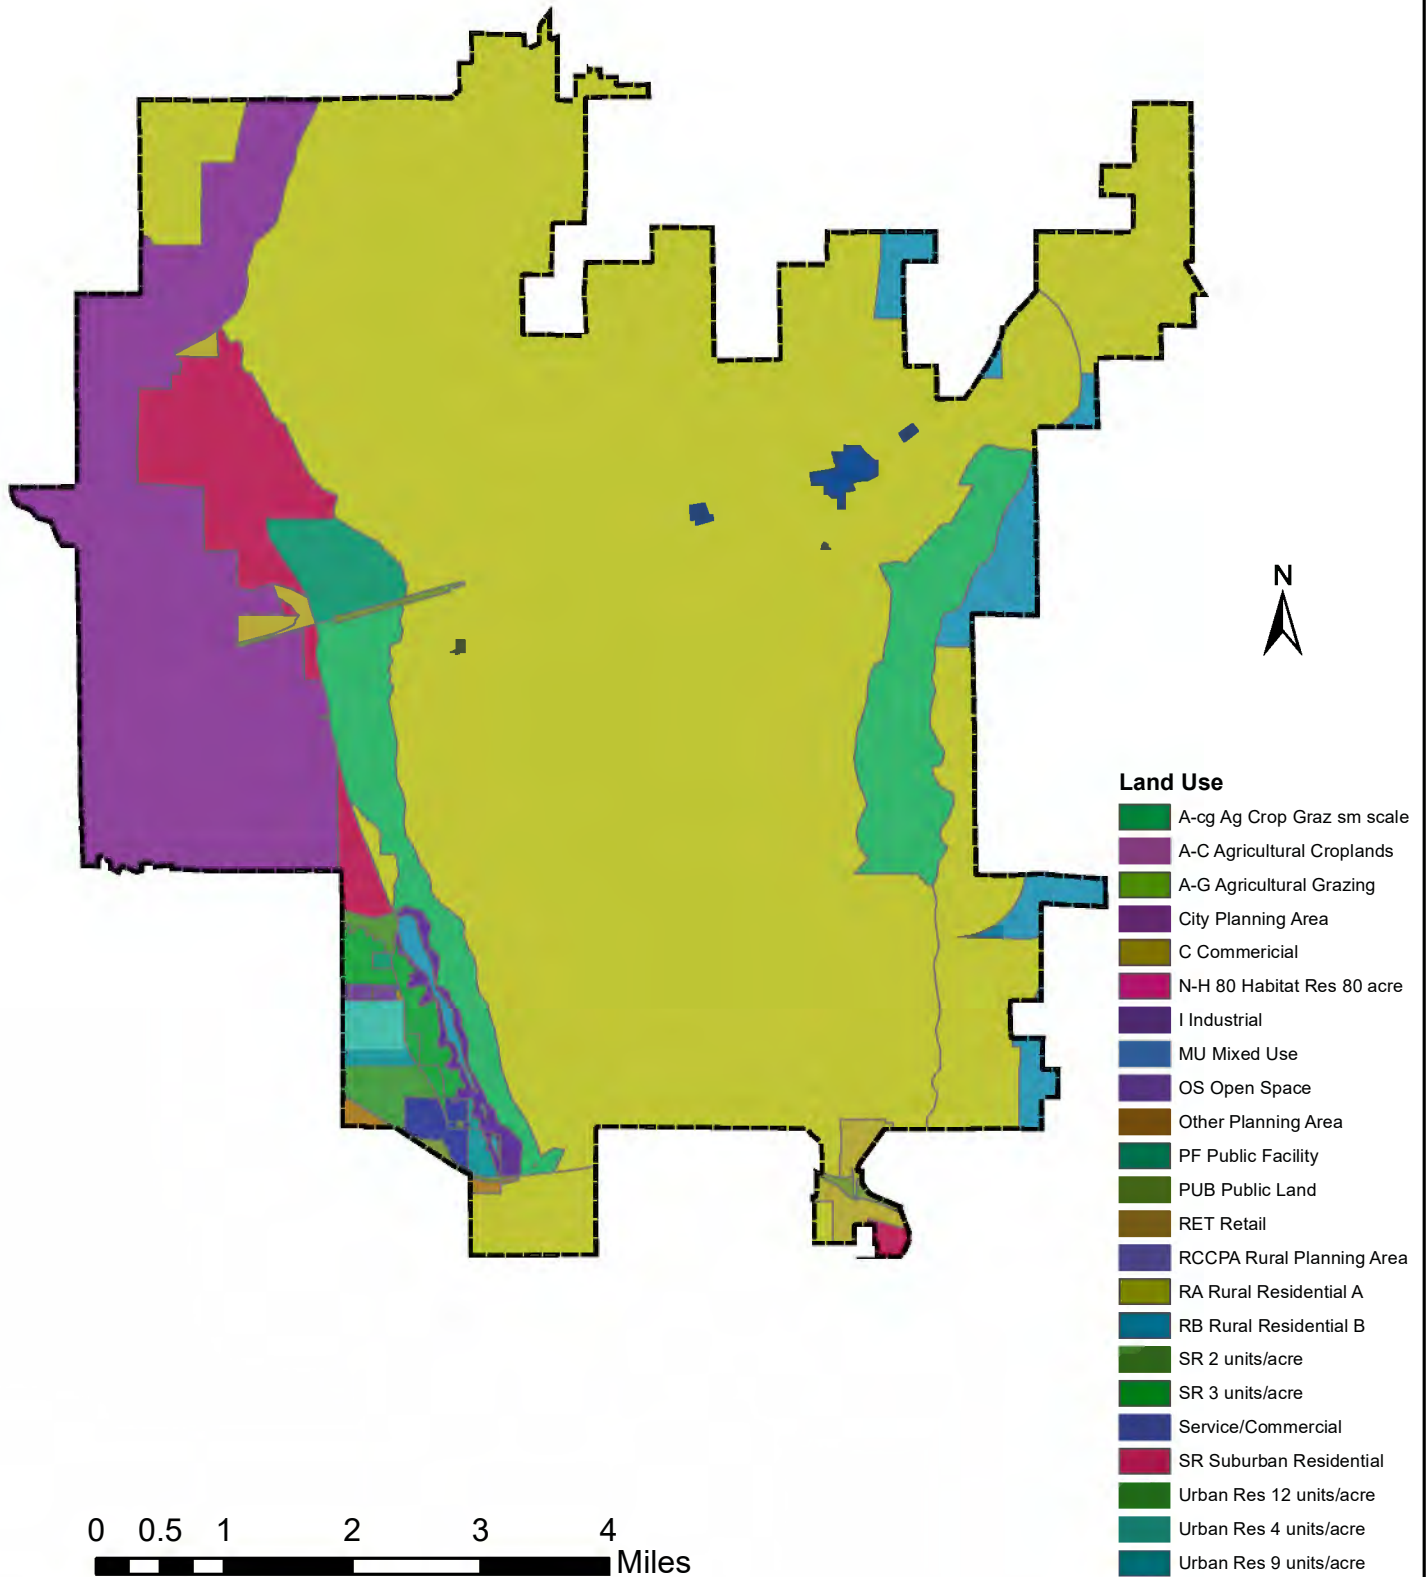 N
Land Use
A-cg Ag Crop Graz sm scale
A-C Agricultural Croplands
A-G Agricultural Grazing
City Planning Area
C Commericial
N-H 80 Habitat Res 80 acre
I Industrial
MU Mixed Use
OS Open Space
Other Planning Area
PF Public Facility
PUB Public Land
RET Retail
RCCPA Rural Planning Area
RA Rural Residential A
RB Rural Residential B
SR 2 units/acre
SR 3 units/acre
Service/Commercial
SR Suburban Residential
Urban Res 12 units/acre
Urban Res 4 units/acre
Urban Res 9 units/acre
0 0.5 1 2 3 4
Miles